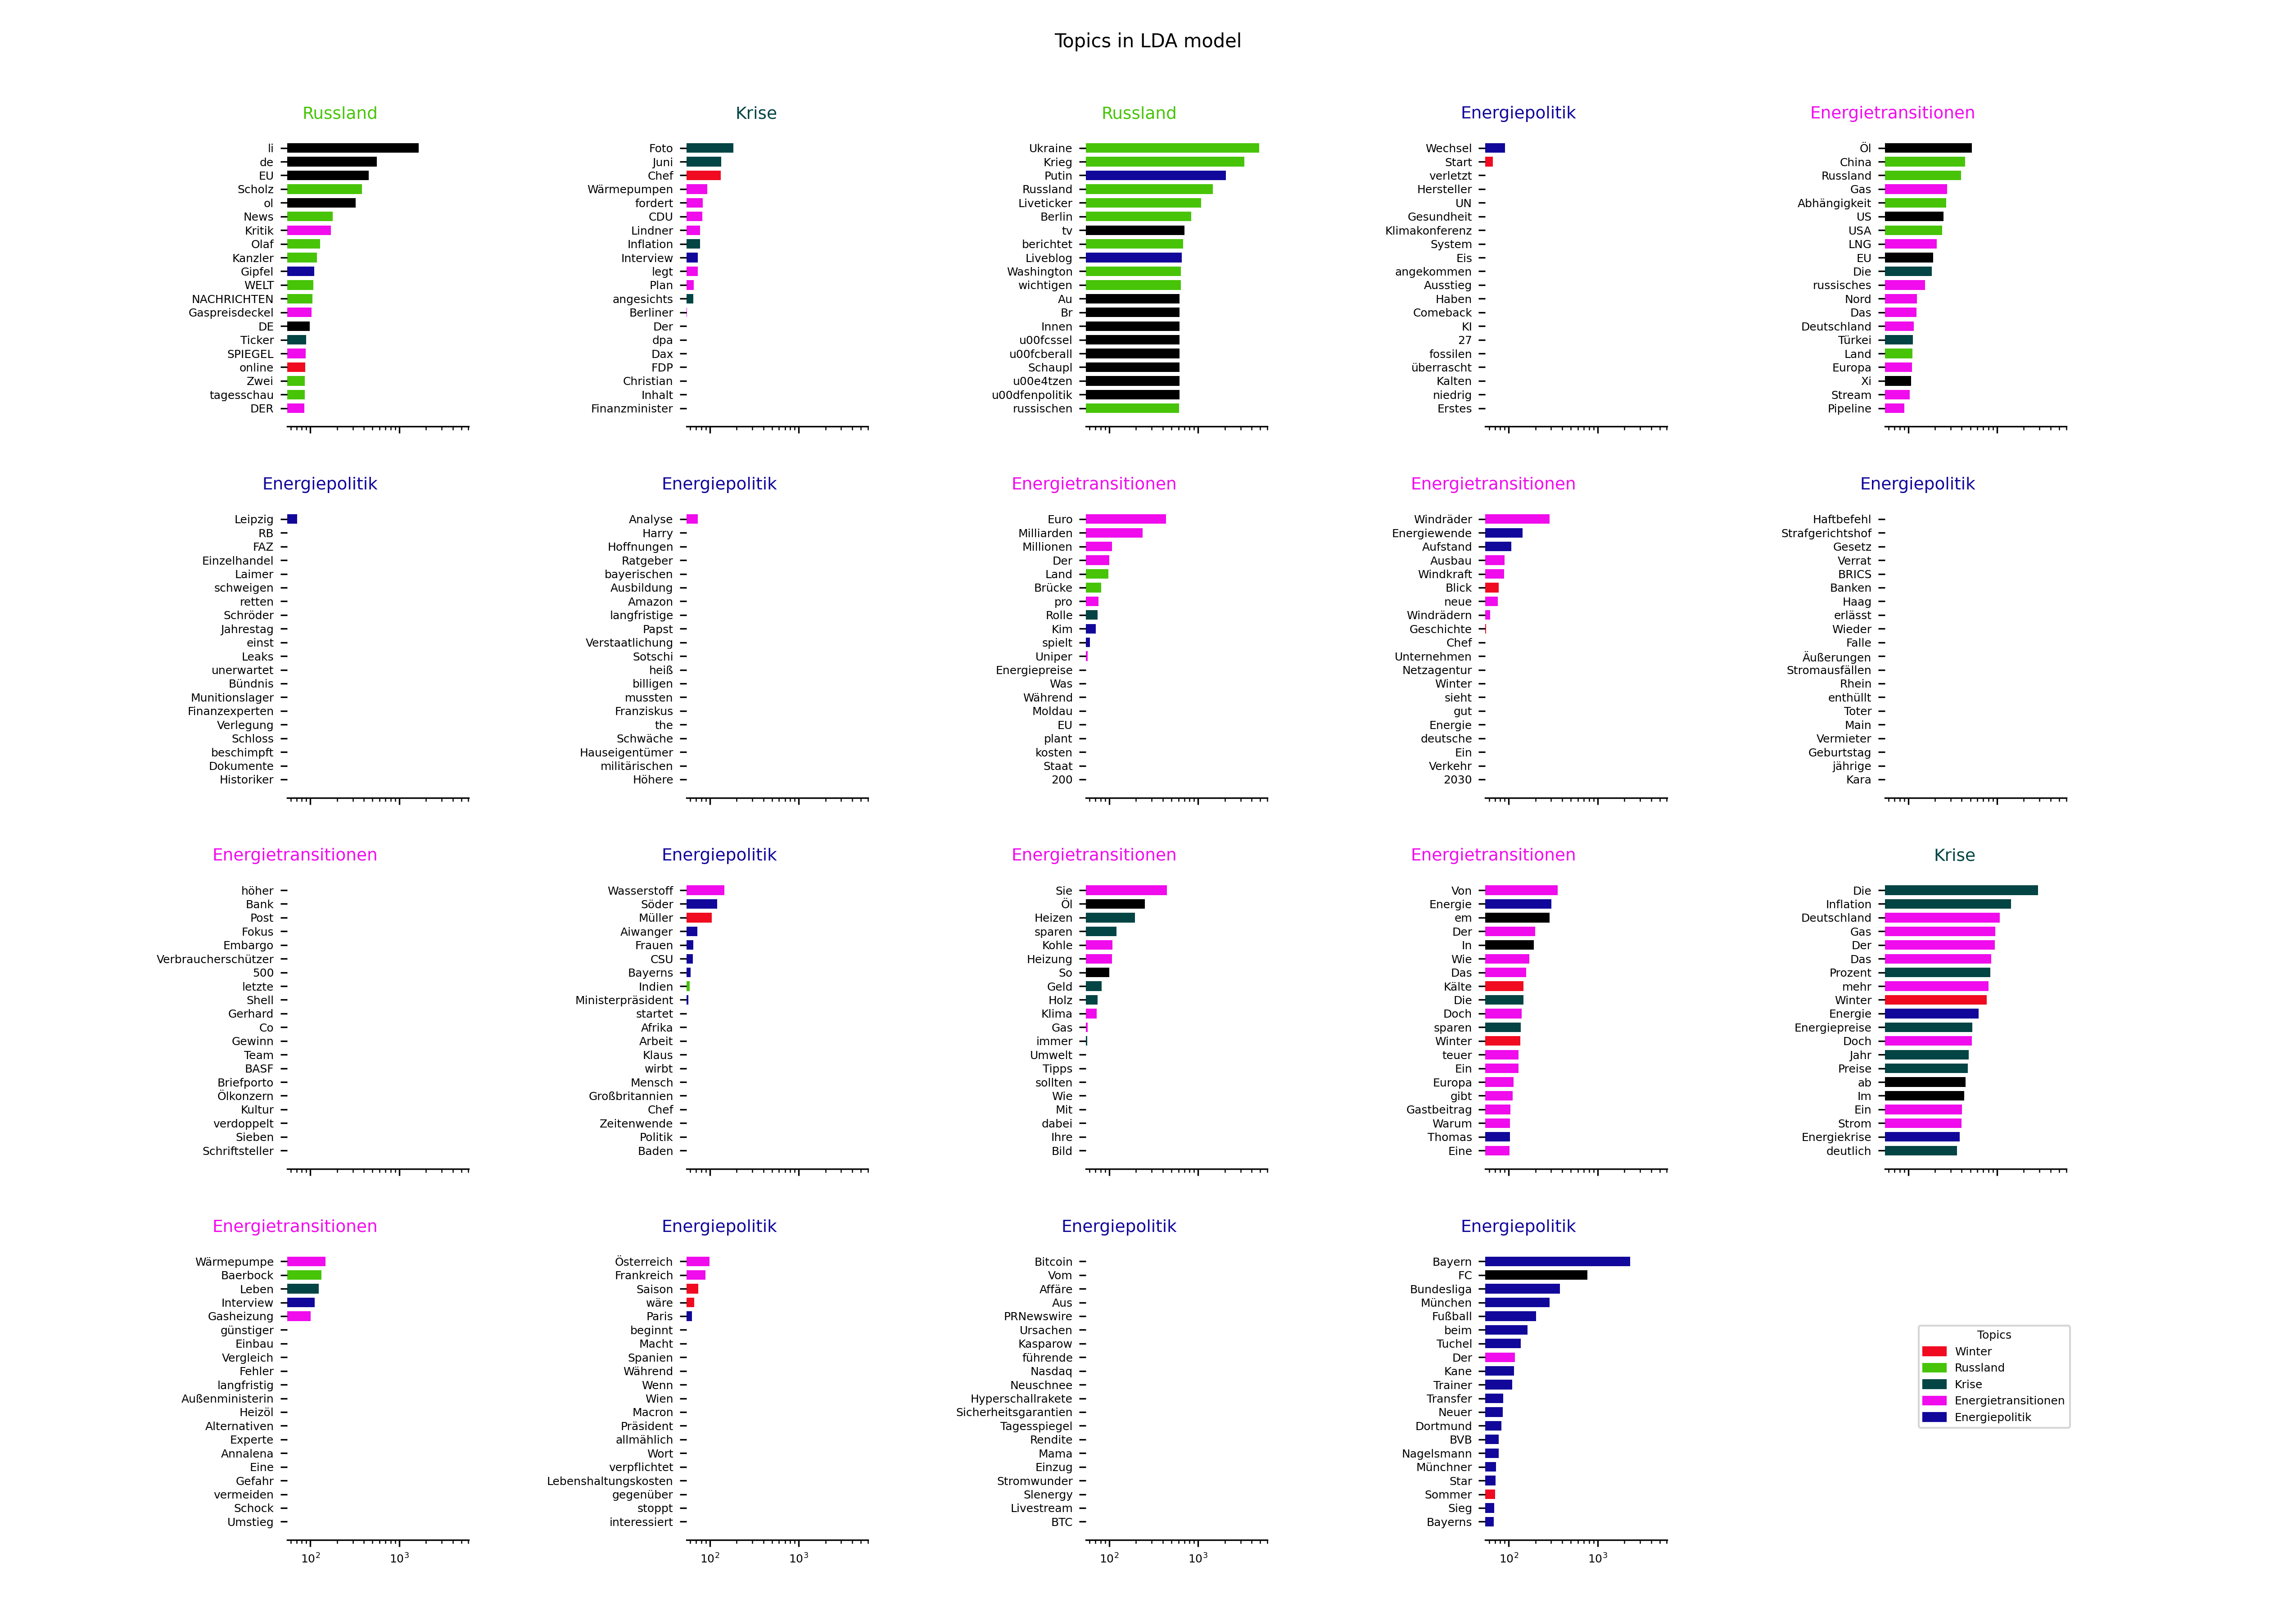 Topics in LDA model
Russland
li
de
EU
Scholz
ol
News
Kritik
Olaf
Kanzler
Gipfel
WELT
NACHRICHTEN
Gaspreisdeckel
DE
Ticker
SPIEGEL
online
Zwei
tagesschau
DER
Krise
Foto
Juni
Chef
Wärmepumpen
fordert
CDU
Lindner
Inflation
Interview
legt
Plan
angesichts
Berliner
Der
dpa
Dax
FDP
Christian
Inhalt
Finanzminister
Russland
Ukraine
Krieg
Putin
Russland
Liveticker
Berlin
tv
berichtet
Liveblog
Washington
wichtigen
Au
Br
Innen
u00fcssel
u00fcberall
Schaupl
u00e4tzen
u00dfenpolitik
russischen
Energiepolitik
Wechsel
Start
verletzt
Hersteller
UN
Gesundheit
Klimakonferenz
System
Eis
angekommen
Ausstieg
Haben
Comeback
KI
27
fossilen
überrascht
Kalten
niedrig
Erstes
Energietransitionen
Öl
China
Russland
Gas
Abhängigkeit
US
USA
LNG
EU
Die
russisches
Nord
Das
Deutschland
Türkei
Land
Europa
Xi
Stream
Pipeline
Energiepolitik
Leipzig
RB
FAZ
Einzelhandel
Laimer
schweigen
retten
Schröder
Jahrestag
einst
Leaks
unerwartet
Bündnis
Munitionslager
Finanzexperten
Verlegung
Schloss
beschimpft
Dokumente
Historiker
Energiepolitik
Analyse
Harry
Hoffnungen
Ratgeber
bayerischen
Ausbildung
Amazon
langfristige
Papst
Verstaatlichung
Sotschi
heiß
billigen
mussten
Franziskus
the
Schwäche
Hauseigentümer
militärischen
Höhere
Energietransitionen
Euro
Milliarden
Millionen
Der
Land
Brücke
pro
Rolle
Kim
spielt
Uniper
Energiepreise
Was
Während
Moldau
EU
plant
kosten
Staat
200
Energietransitionen
Windräder
Energiewende
Aufstand
Ausbau
Windkraft
Blick
neue
Windrädern
Geschichte
Chef
Unternehmen
Netzagentur
Winter
sieht
gut
Energie
deutsche
Ein
Verkehr
2030
Energiepolitik
Haftbefehl
Strafgerichtshof
Gesetz
Verrat
BRICS
Banken
Haag
erlässt
Wieder
Falle
Äußerungen
Stromausfällen
Rhein
enthüllt
Toter
Main
Vermieter
Geburtstag
jährige
Kara
Energietransitionen
höher
Bank
Post
Fokus
Embargo
Verbraucherschützer
500
letzte
Shell
Gerhard
Co
Gewinn
Team
BASF
Briefporto
Ölkonzern
Kultur
verdoppelt
Sieben
Schriftsteller
Energiepolitik
Wasserstoff
Söder
Müller
Aiwanger
Frauen
CSU
Bayerns
Indien
Ministerpräsident
startet
Afrika
Arbeit
Klaus
wirbt
Mensch
Großbritannien
Chef
Zeitenwende
Politik
Baden
Energietransitionen
Sie
Öl
Heizen
sparen
Kohle
Heizung
So
Geld
Holz
Klima
Gas
immer
Umwelt
Tipps
sollten
Wie
Mit
dabei
Ihre
Bild
Energietransitionen
Von
Energie
em
Der
In
Wie
Das
Kälte
Die
Doch
sparen
Winter
teuer
Ein
Europa
gibt
Gastbeitrag
Warum
Thomas
Eine
Krise
Die
Inflation
Deutschland
Gas
Der
Das
Prozent
mehr
Winter
Energie
Energiepreise
Doch
Jahr
Preise
ab
Im
Ein
Strom
Energiekrise
deutlich
Energietransitionen
Wärmepumpe
Baerbock
Leben
Interview
Gasheizung
günstiger
Einbau
Vergleich
Fehler
langfristig
Außenministerin
Heizöl
Alternativen
Experte
Annalena
Eine
Gefahr
vermeiden
Schock
Umstieg
10² 10³
Energiepolitik
Österreich
Frankreich
Saison
wäre
Paris
beginnt
Macht
Spanien
Während
Wenn
Wien
Macron
Präsident
allmählich
Wort
verpflichtet
Lebenshaltungskosten
gegenüber
stoppt
interessiert
10² 10³
Energiepolitik
Bitcoin
Vom
Affäre
Aus
PRNewswire
Ursachen
Kasparow
führende
Nasdaq
Neuschnee
Hyperschallrakete
Sicherheitsgarantien
Tagesspiegel
Rendite
Mama
Einzug
Stromwunder
Slenergy
Livestream
BTC
10² 10³
Energiepolitik
Bayern
FC
Bundesliga
München
Fußball
beim
Tuchel
Der
Kane
Trainer
Transfer
Neuer
Dortmund
BVB
Nagelsmann
Münchner
Star
Sommer
Sieg
Bayerns
10² 10³
Topics
Winter
Russland
Krise
Energietransitionen
Energiepolitik